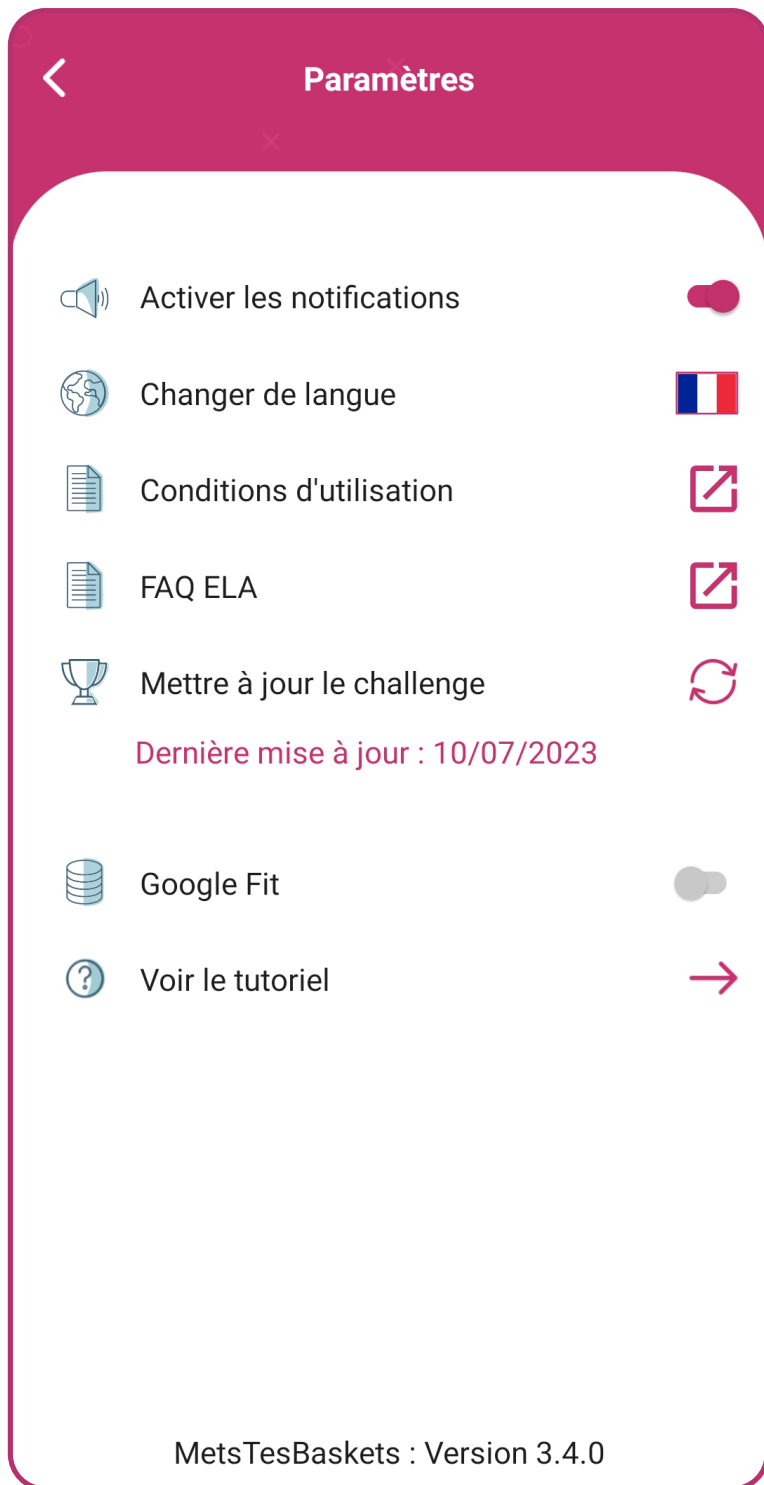 Paramètres
Activer les notifications
Changer de langue
Conditions d'utilisation
FAQ ELA
Mettre à jour le challenge
Dernière mise à jour : 10/07/2023
Google Fit
Voir le tutoriel
MetsTesBaskets : Version 3.4.0